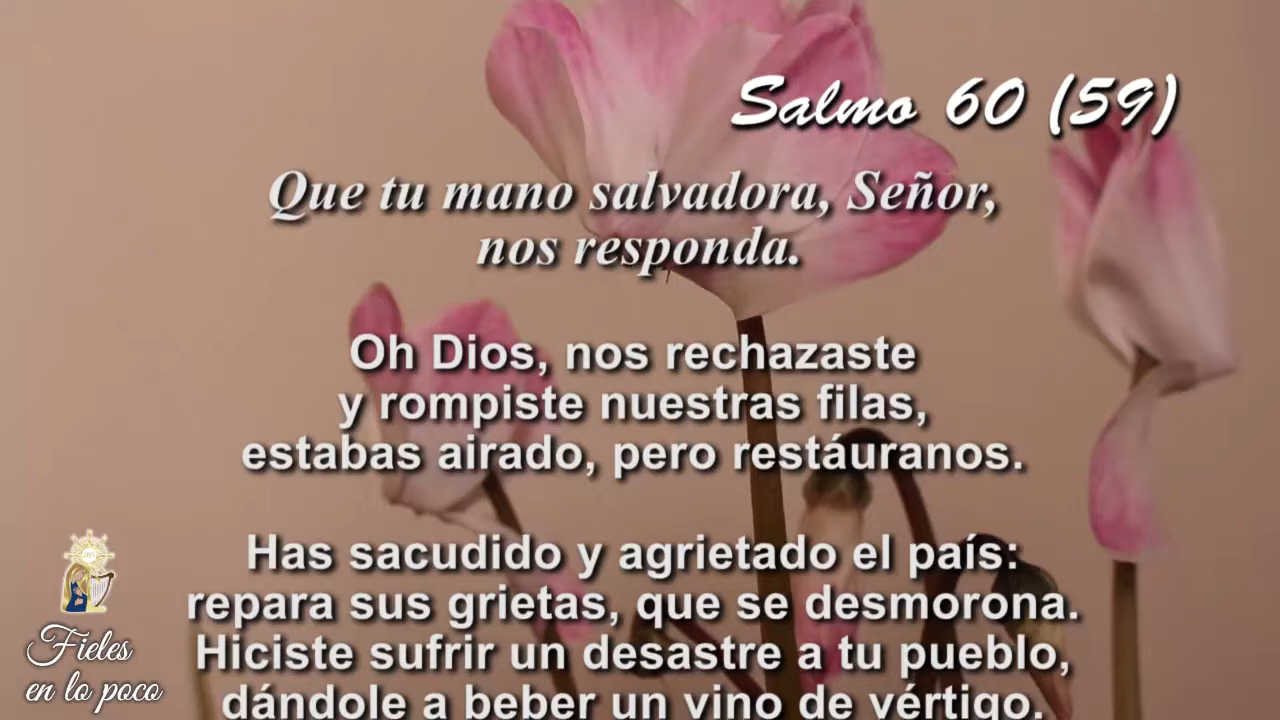 Salmo 60 (59)
Que tu mano salvadora, Señor,
nos responda.
Oh Dios, nos rechazaste
y rompiste nuestras filas,
estabas airado, pero restáuranos.
Has sacudido y agrietado el país:
repara sus grietas, que se desmorona.
Hiciste sufrir un desastre a tu pueblo,
dándole a beber un vino de vértigo.
IHS
Fieles
en lo poco